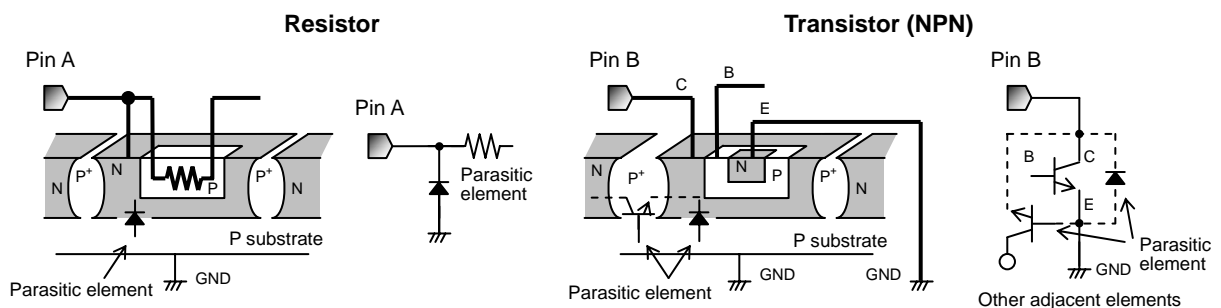 Resistor
Transistor (NPN)
Pin A
Pin A
N
P+
N
P
P+
N
Parasitic
element
P substrate
GND
Parasitic element
Pin B
C
B
E
N
P+
N
N
P
P+
N
P substrate
GND
GND
Parasitic element
Pin B
B
C
E
GND
Parasitic
element
Other adjacent elements